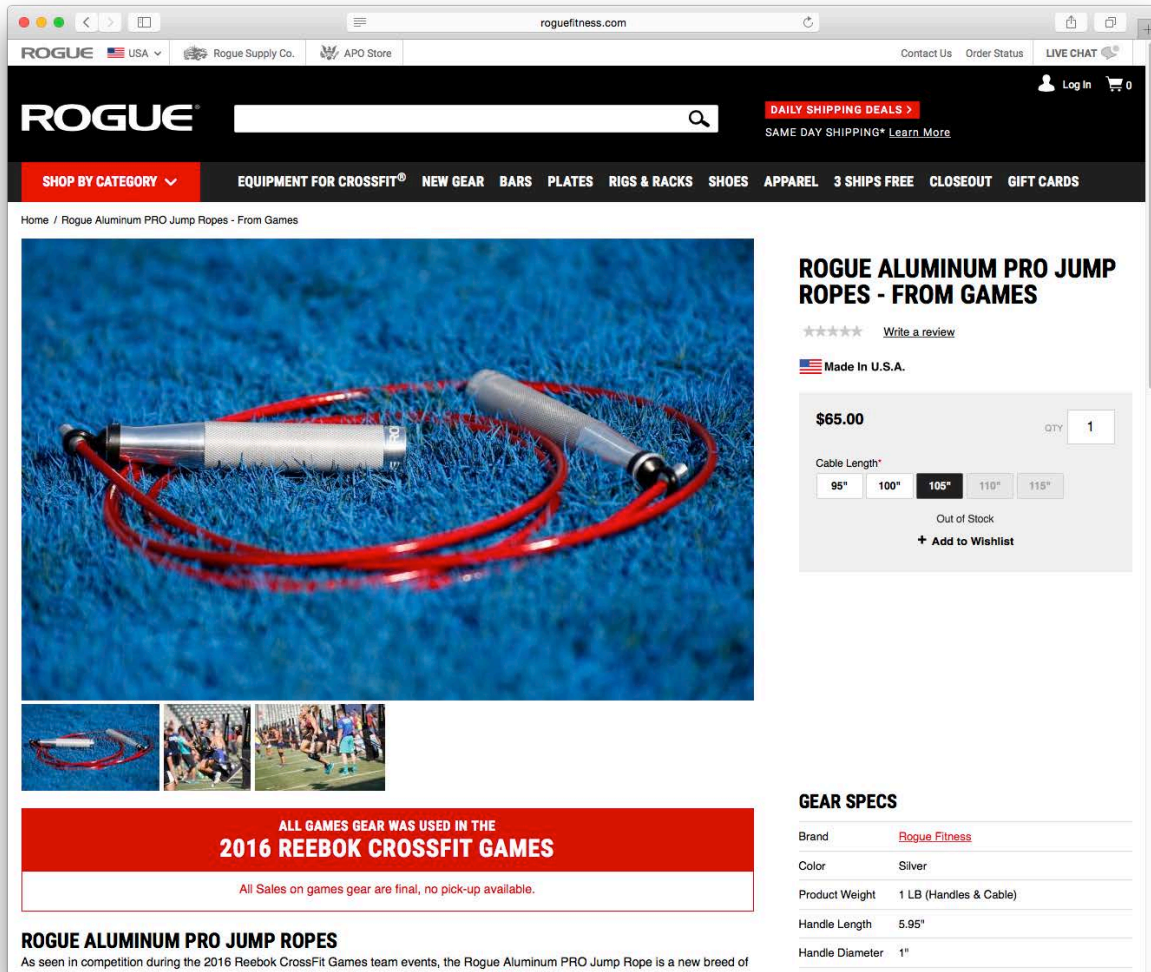 roguefitness.com
ROGUE USA Rogue Supply Co. APO Store Contact Us Order Status LIVE CHAT
Log In 0
ROGUE®
DAILY SHIPPING DEALS >
SAME DAY SHIPPING* Learn More
SHOP BY CATEGORY EQUIPMENT FOR CROSSFIT® NEW GEAR BARS PLATES RIGS & RACKS SHOES APPAREL 3 SHIPS FREE CLOSEOUT GIFT CARDS
Home / Rogue Aluminum PRO Jump Ropes - From Games
ROGUE ALUMINUM PRO JUMP
ROPES - FROM GAMES
Write a review
Made In U.S.A.
$65.00
QTY 1
Cable Length*
95" 100" 105" 110" 115"
Out of Stock
+ Add to Wishlist
ALL GAMES GEAR WAS USED IN THE
2016 REEBOK CROSSFIT GAMES
All Sales on games gear are final, no pick-up available.
ROGUE ALUMINUM PRO JUMP ROPES
As seen in competition during the 2016 Reebok CrossFit Games team events, the Rogue Aluminum PRO Jump Rope is a new breed of
GEAR SPECS
Brand Rogue Fitness
Color Silver
Product Weight 1 LB (Handles & Cable)
Handle Length 5.95"
Handle Diameter 1"